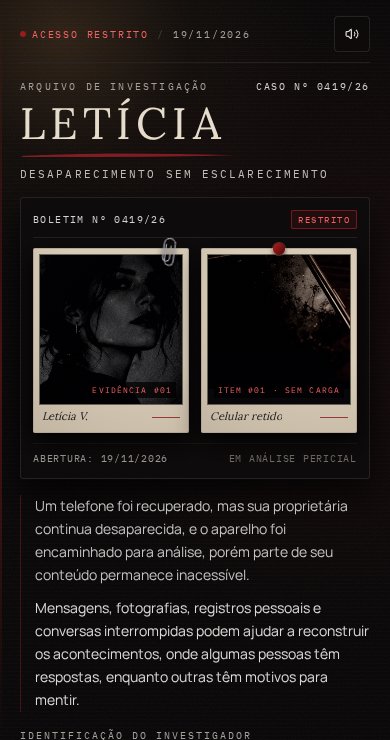 ACESSO RESTRITO / 19/11/2026
ARQUIVO DE INVESTIGAÇÃO
CASO Nº 0419/26
LETÍCIA
DESAPARECIMENTO SEM ESCLARECIMENTO
BOLETIM Nº 0419/26
RESTRITO
EVIDÊNCIA #01
Letícia V.
ITEM #01 · SEM CARGA
Celular retido
ABERTURA: 19/11/2026
EM ANÁLISE PERICIAL
Um telefone foi recuperado, mas sua proprietária
continua desaparecida, e o aparelho foi
encaminhado para análise, porém parte de seu
conteúdo permanece inacessível.
Mensagens, fotografias, registros pessoais e
conversas interrompidas podem ajudar a reconstruir
os acontecimentos, onde algumas pessoas têm
respostas, enquanto outras têm motivos para
mentir.
IDENTIFICAÇÃO DO INVESTIGADOR